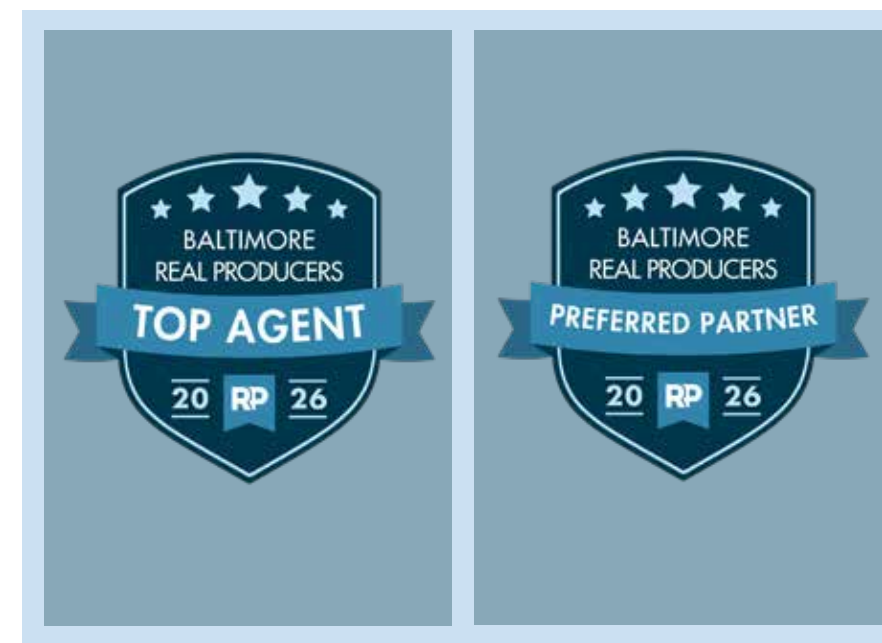 BALTIMORE
REAL PRODUCERS
TOP AGENT
20 RP 26
BALTIMORE
REAL PRODUCERS
PREFERRED PARTNER
20 RP 26